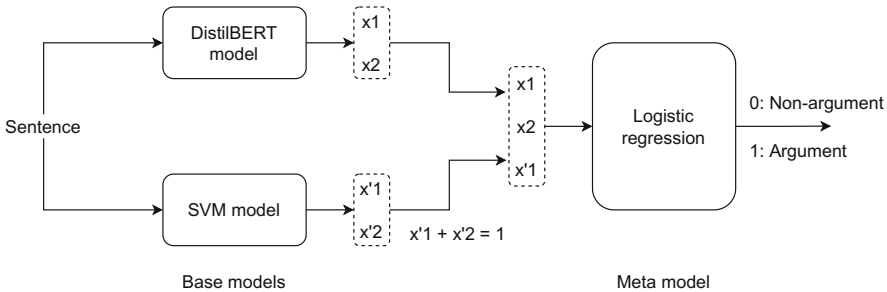 Sentence
DistilBERT
model
x1
x2
SVM model
x'1
x'2
x'1 + x'2 = 1
x1
x2
x'1
Logistic
regression
0: Non-argument
1: Argument
Base models
Meta model